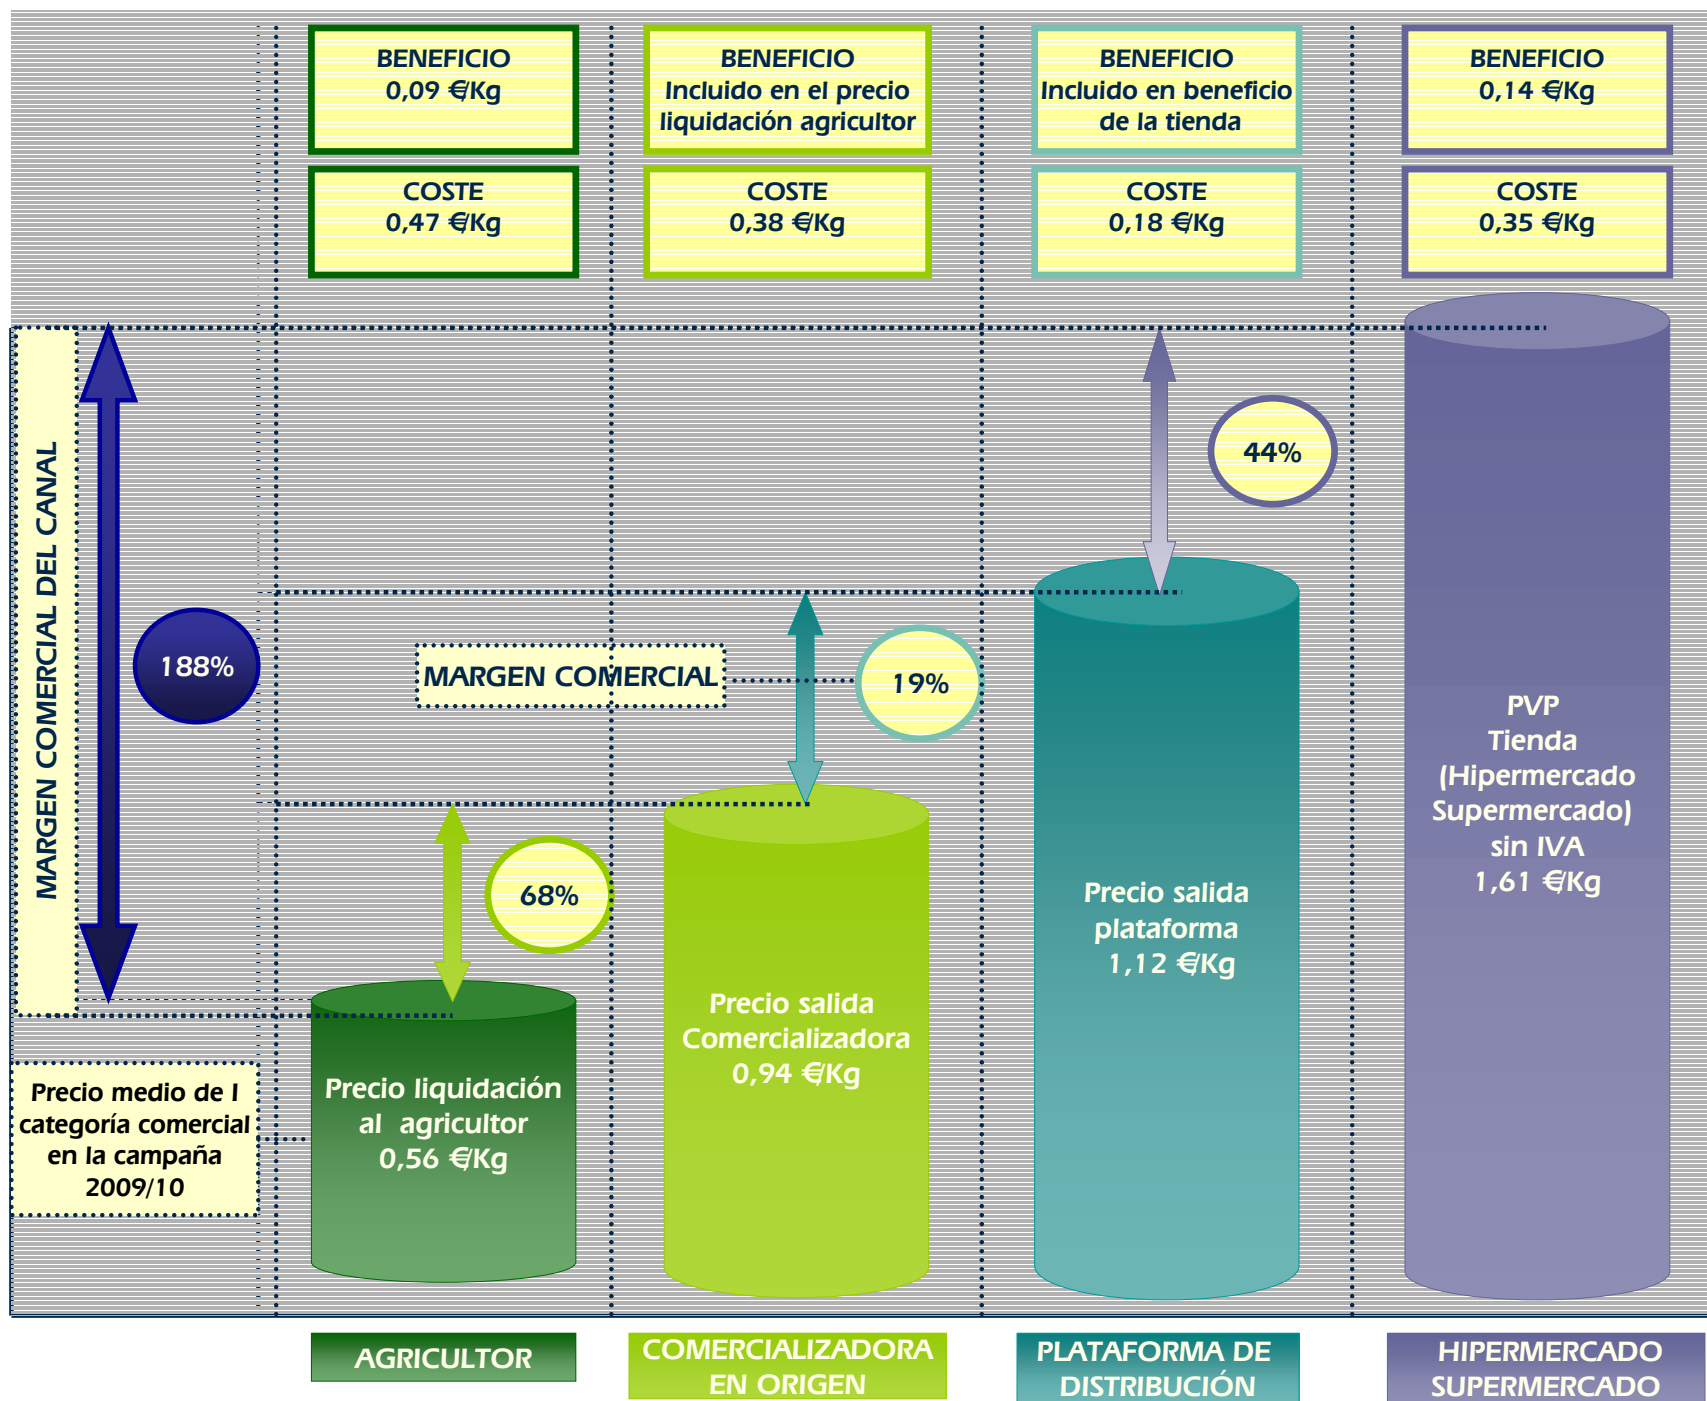 BENEFICIO
0,09 €/Kg
BENEFICIO
Incluido en el precio
liquidación agricultor
BENEFICIO
Incluido en beneficio
de la tienda
BENEFICIO
0,14 €/Kg
COSTE
0,47 €/Kg
COSTE
0,38 €/Kg
COSTE
0,18 €/Kg
COSTE
0,35 €/Kg
MARGEN COMERCIAL DEL CANAL
188%
44%
MARGEN COMERCIAL
19%
68%
PVP
Tienda
(Hipermercado
Supermercado)
sin IVA
1,61 €/Kg
Precio salida
plataforma
1,12 €/Kg
Precio salida
Comercializadora
0,94 €/Kg
Precio liquidación
al agricultor
0,56 €/Kg
Precio medio de I
categoría comercial
en la campaña
2009/10
AGRICULTOR
COMERCIALIZADORA
EN ORIGEN
PLATAFORMA DE
DISTRIBUCIÓN
HIPERMERCADO
SUPERMERCADO